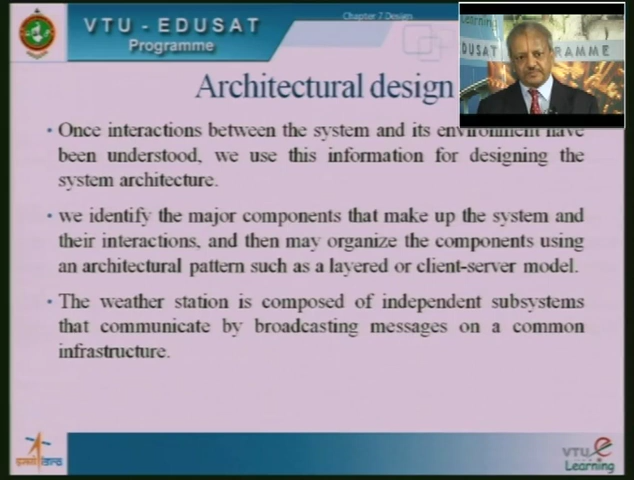 VTU - EDUSAT
Programme
Chapter 7 Design
Learning
EDUSAT
RAMME
Architectural design
• Once interactions between the system and its environment have
been understood, we use this information for designing the
system architecture.
• we identify the major components that make up the system and
their interactions, and then may organize the components using
an architectural pattern such as a layered or client-server model.
• The weather station is composed of independent subsystems
that communicate by broadcasting messages on a common
infrastructure.
VTU e
Learning